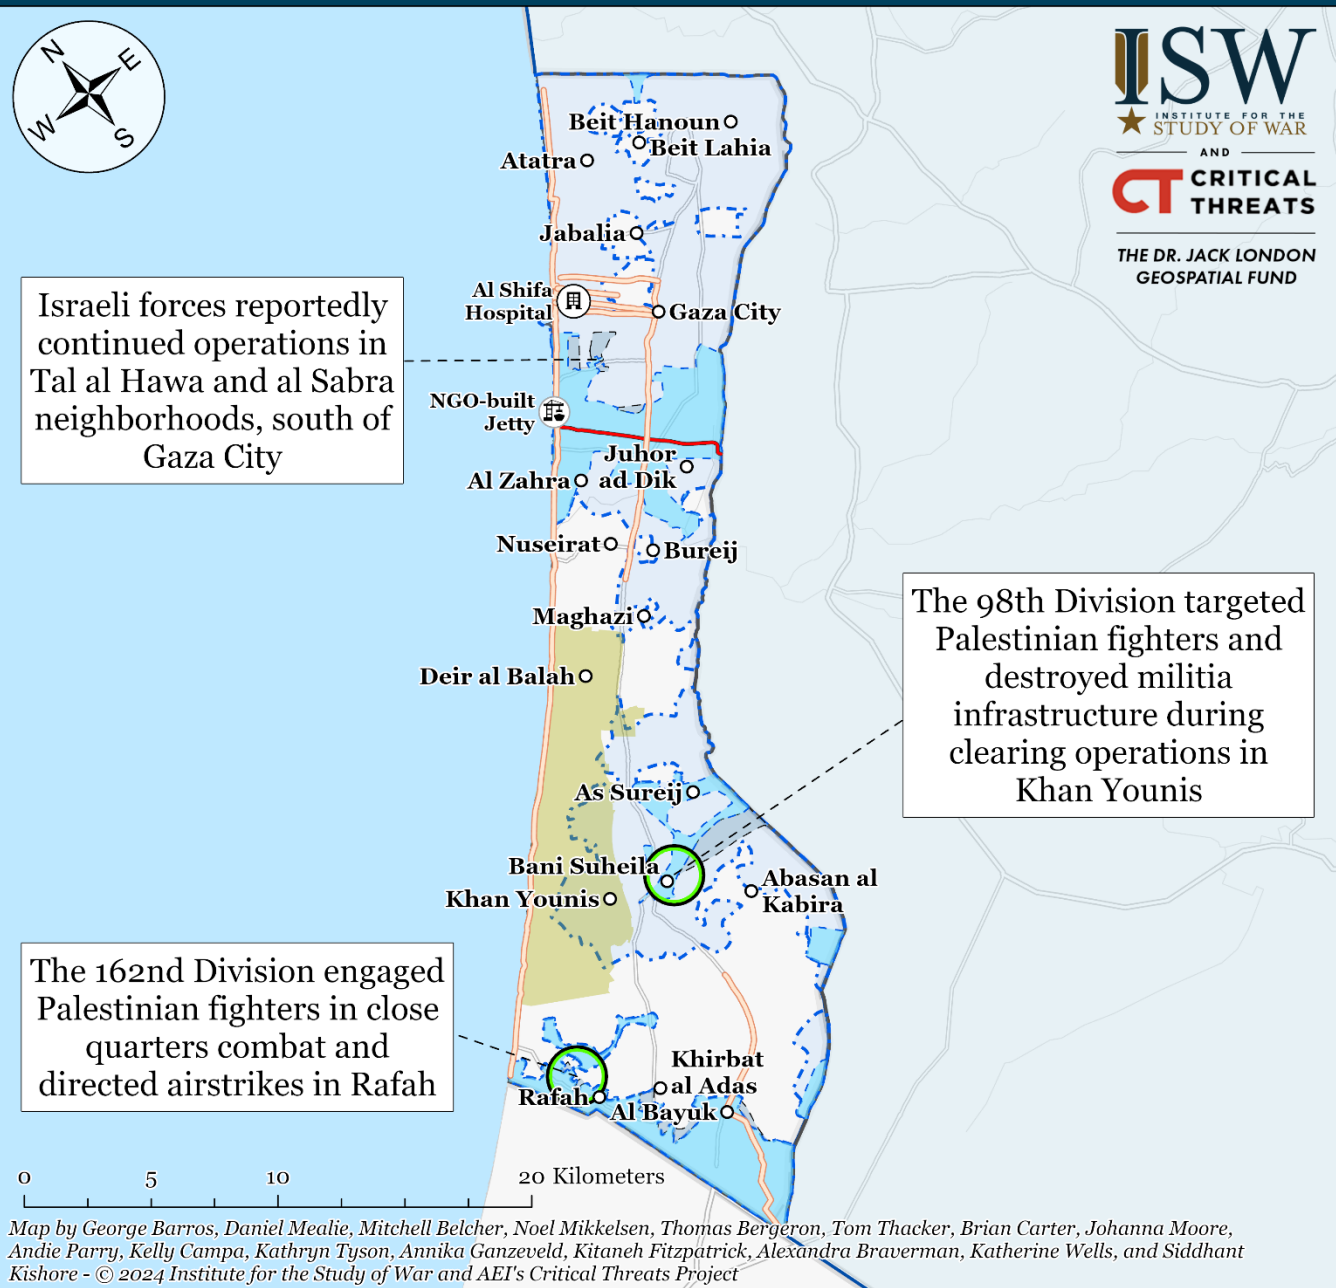 N
E
W
S
ISW
INSTITUTE FOR THE
STUDY OF WAR
AND
CT CRITICAL
THREATS
THE DR. JACK LONDON
GEOSPATIAL FUND
Beit Hanoun
Beit Lahia
Atatra
Jabalia
Al Shifa
Hospital
Gaza City
Israeli forces reportedly
continued operations in
Tal al Hawa and al Sabra
neighborhoods, south of
Gaza City
NGO-built
Jetty
Juhor
ad Dik
Al Zahra
Nuseirat
Bureij
Maghazi
Deir al Balah
The 98th Division targeted
Palestinian fighters and
destroyed militia
infrastructure during
clearing operations in
Khan Younis
As Sureij
Bani Suheila
Abasan al
Kabira
Khan Younis
The 162nd Division engaged
Palestinian fighters in close
quarters combat and
directed airstrikes in Rafah
Khirbat
al Adas
Rafah
Al Bayuk
0 5 10 20 Kilometers
Map by George Barros, Daniel Mealie, Mitchell Belcher, Noel Mikkelsen, Thomas Bergeron, Tom Thacker, Brian Carter, Johanna Moore,
Andie Parry, Kelly Campa, Kathryn Tyson, Annika Ganzeveld, Kitaneh Fitzpatrick, Alexandra Braverman, Katherine Wells, and Siddhant
Kishore - © 2024 Institute for the Study of War and AEI's Critical Threats Project